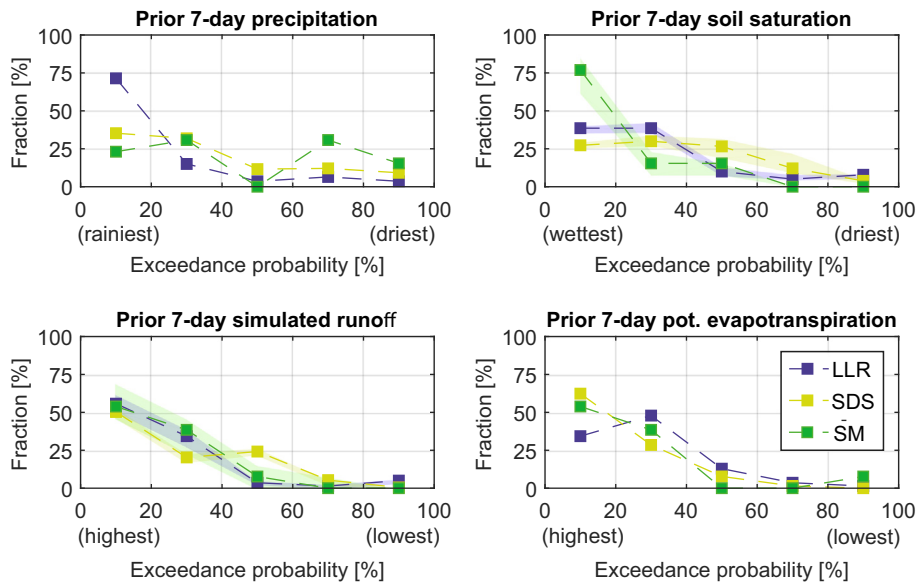 Prior 7-day precipitation
Fraction [%]
100
75
50
25
0
0 20 40 60 80 100
(rainiest) (driest)
Exceedance probability [%]
Prior 7-day soil saturation
Fraction [%]
100
75
50
25
0
0 20 40 60 80 100
(wettest) (driest)
Exceedance probability [%]
Prior 7-day simulated runoff
Fraction [%]
100
75
50
25
0
0 20 40 60 80 100
(highest) (lowest)
Exceedance probability [%]
Prior 7-day pot. evapotranspiration
Fraction [%]
100
75
50
25
0
0 20 40 60 80 100
(highest) (lowest)
Exceedance probability [%]
LLR
SDS
SM